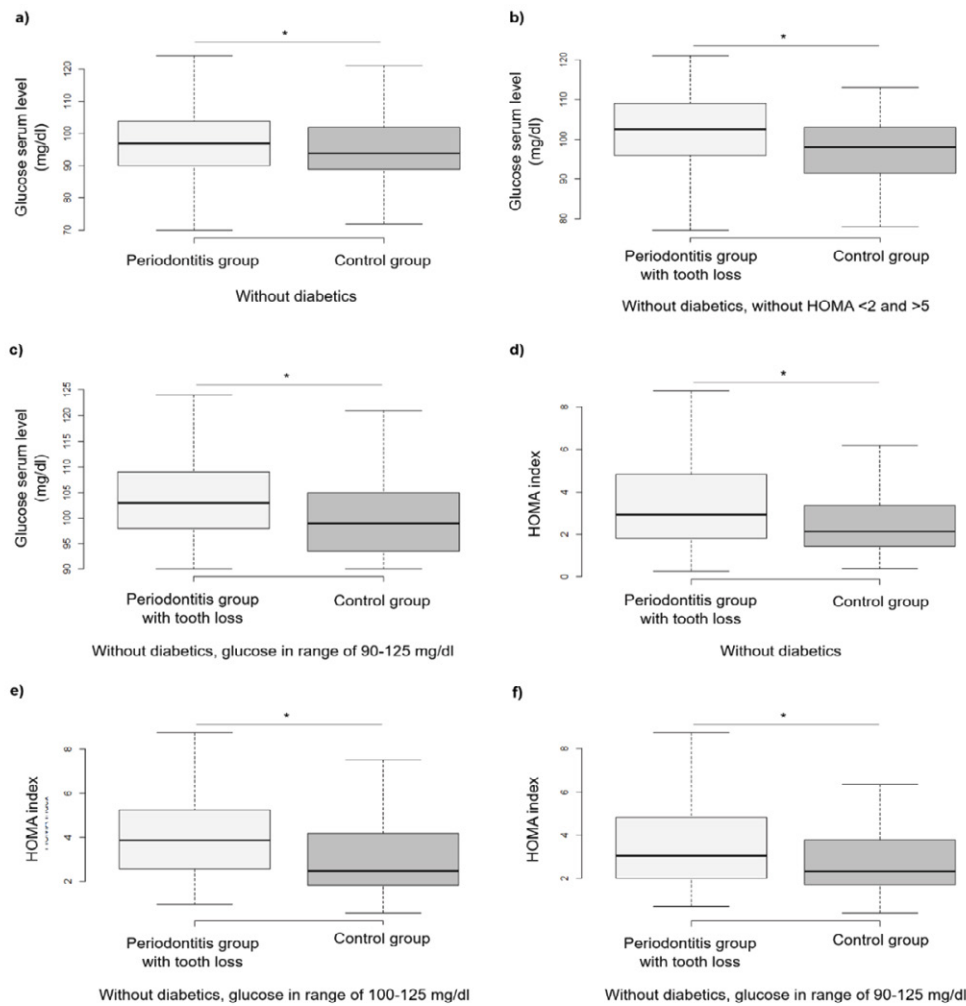 a)
*
Glucose serum level
(mg/dl)
120
110
100
90
80
70
Periodontitis group
Control group
Without diabetics
b)
*
Glucose serum level
(mg/dl)
120
110
100
90
80
Periodontitis group
with tooth loss
Control group
Without diabetics, without HOMA <2 and >5
c)
*
Glucose serum level
(mg/dl)
125
120
115
110
105
100
95
90
Periodontitis group
with tooth loss
Control group
Without diabetics, glucose in range of 90-125 mg/dl
d)
*
HOMA index
8
6
4
2
0
Periodontitis group
with tooth loss
Control group
Without diabetics
e)
*
HOMA index
8
6
4
2
Periodontitis group
with tooth loss
Control group
Without diabetics, glucose in range of 100-125 mg/dl
f)
*
HOMA index
8
6
4
2
Periodontitis group
with tooth loss
Control group
Without diabetics, glucose in range of 90-125 mg/dl